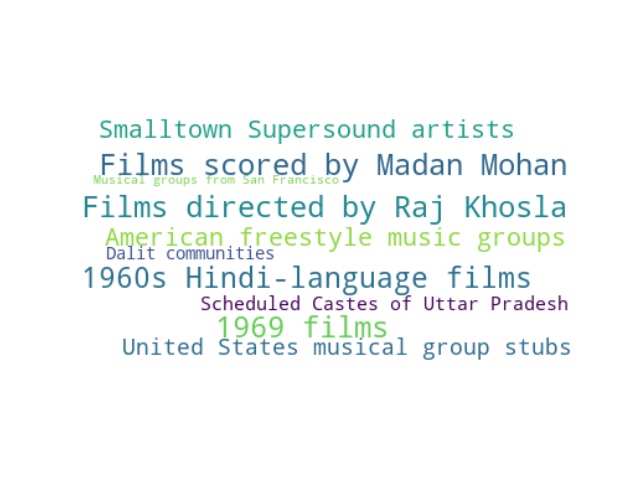 Smalltown Supersound artists
Films scored by Madan Mohan
Musical groups from San Francisco
Films directed by Raj Khosla
American freestyle music groups
Dalit communities
1960s Hindi-language films
Scheduled Castes of Uttar Pradesh
1969 films
United States musical group stubs